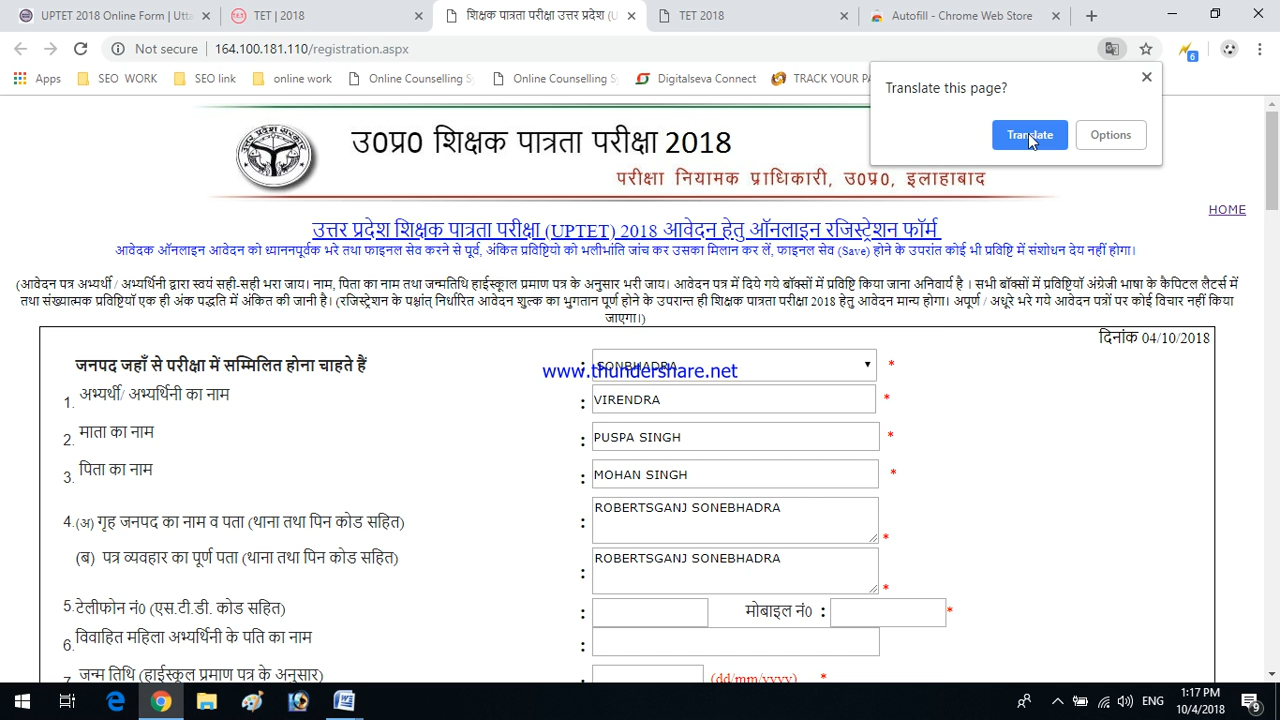 UPTET 2018 Online Form | Utta
TET | 2018
शिक्षक पात्रता परीक्षा उत्तर प्रदेश (U
TET 2018
Autofill - Chrome Web Store
Not secure | 164.100.181.110/registration.aspx
6
Apps
SEO WORK
SEO link
online work
Online Counselling S
Online Counselling S
Digitalseva Connect
TRACK YOUR PA
Translate this page?
Translate
Options
उ0प्र0 शिक्षक पात्रता परीक्षा 2018
परीक्षा नियामक प्राधिकारी, उ0प्र0, इलाहाबाद
HOME
उत्तर प्रदेश शिक्षक पात्रता परीक्षा (UPTET) 2018 आवेदन हेतु ऑनलाइन रजिस्ट्रेशन फॉर्म
आवेदक ऑनलाइन आवेदन को ध्याननपूर्वक भरे तथा फाइनल सेव करने से पूर्व, अंकित प्रविष्टियो को भलीभांति जांच कर उसका मिलान कर लें, फाइनल सेव (Save) होने के उपरांत कोई भी प्रविष्टि में संशोधन देय नहीं होगा।
(आवेदन पत्र अभ्यर्थी / अभ्यर्थिनी द्वारा स्वयं सही-सही भरा जाय। नाम, पिता का नाम तथा जन्मतिथि हाईस्कूल प्रमाण पत्र के अनुसार भरी जाय। आवेदन पत्र में दिये गये बॉक्सों में प्रविष्टि किया जाना अनिवार्य है । सभी बॉक्सों में प्रविष्टियाँ अंग्रेजी भाषा के कैपिटल लैटर्स में
तथा संख्यात्मक प्रविष्टियाँ एक ही अंक पद्धति में अंकित की जानी है। (रजिस्ट्रेशन के पश्चात् निर्धारित आवेदन शुल्क का भुगतान पूर्ण होने के उपरान्त ही शिक्षक पात्रता परीक्षा 2018 हेतु आवेदन मान्य होगा। अपूर्ण / अधूरे भरे गये आवेदन पत्रों पर कोई विचार नहीं किया
जाएगा।)
दिनांक 04/10/2018
जनपद जहाँ से परीक्षा में सम्मिलित होना चाहते हैं : SONBHADRA *
www.thundershare.net
1. अभ्यर्थी/ अभ्यर्थिनी का नाम : VIRENDRA *
2. माता का नाम : PUSPA SINGH *
3. पिता का नाम : MOHAN SINGH *
4.(अ) गृह जनपद का नाम व पता (थाना तथा पिन कोड सहित) : ROBERTSGANJ SONEBHADRA *
(ब) पत्र व्यवहार का पूर्ण पता (थाना तथा पिन कोड सहित) : ROBERTSGANJ SONEBHADRA *
5. टेलीफोन नं0 (एस.टी.डी. कोड सहित) : मोबाइल नं0 : *
6. विवाहित महिला अभ्यर्थिनी के पति का नाम :
7. जन्म तिथि (हाईस्कूल प्रमाण पत्र के अनुसार) (dd/mm/yyyy) *
ENG
1:17 PM
10/4/2018
9